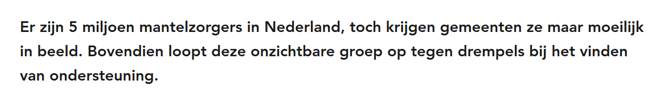 Er zijn 5 miljoen mantelzorgers in Nederland, toch krijgen gemeenten ze maar moeilijk
in beeld. Bovendien loopt deze onzichtbare groep op tegen drempels bij het vinden
van ondersteuning.